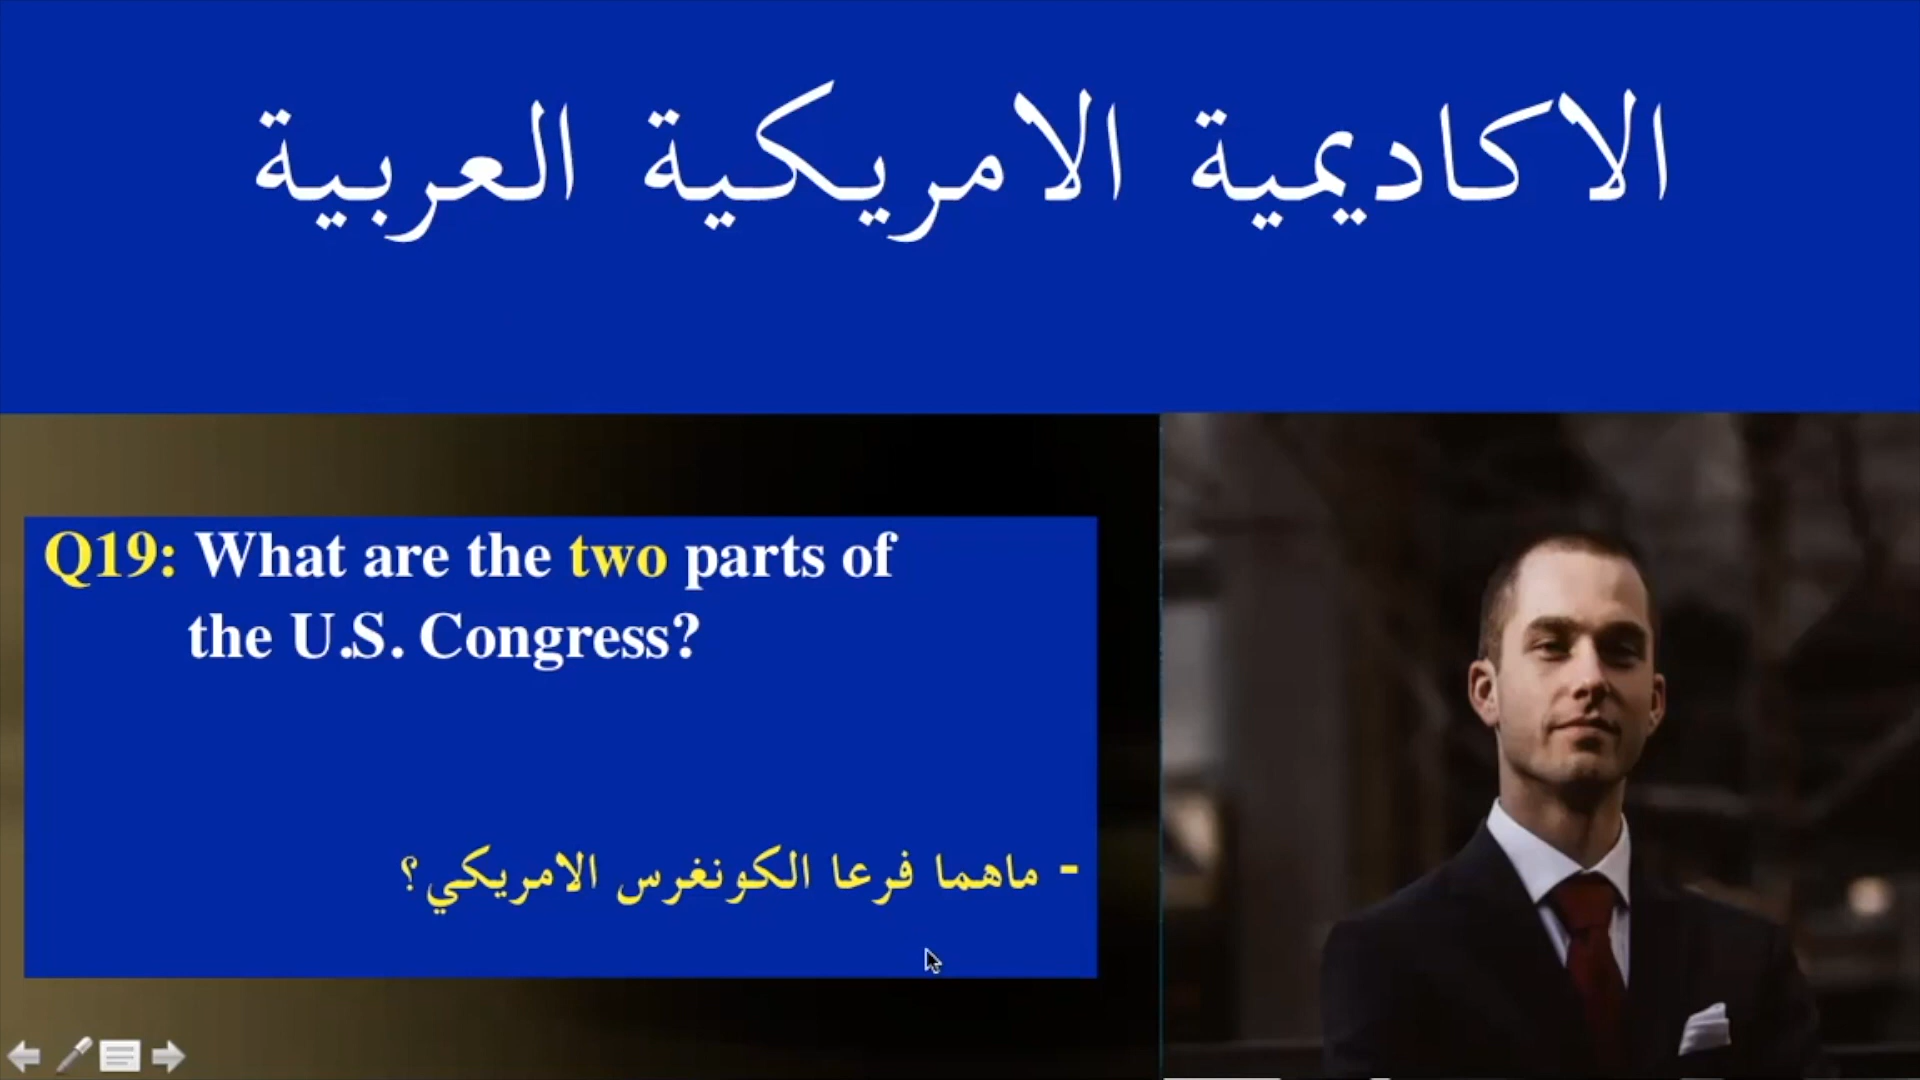 الاكاديمية الامريكية العربية
Q19: What are the two parts of
the U.S. Congress?
- ماهما فرعا الكونغرس الامريكي؟